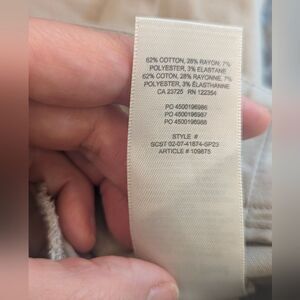 62% COTTON, 28% RAYON, 7%
POLYESTER, 3% ELASTANE
62% COTTON, 28% RAYONNE, 7%
POLYESTER, 3% ELASTHANNE
CA 23725 RN 122354
PO 4500196986
PO 4500196987
PO 4500196988
STYLE #
SCST 02-07-41874-SP23
ARTICLE # 109875